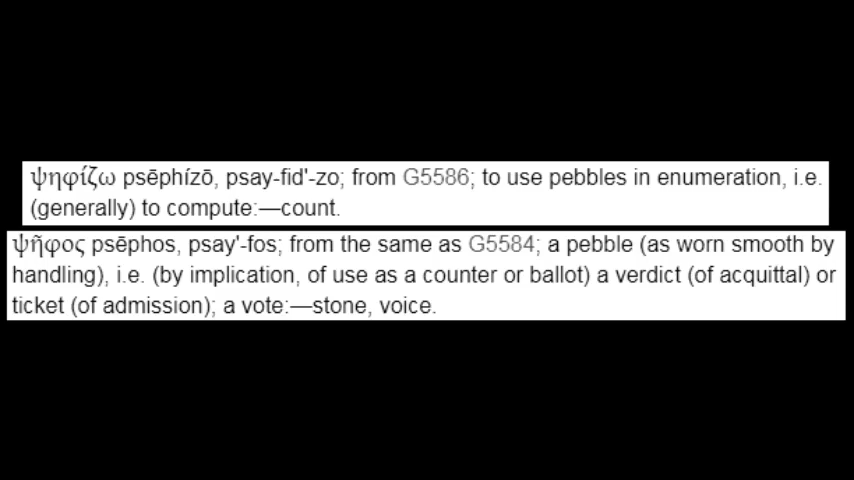 ψηφίζω psēphízō, psay-fid'-zo; from G5586; to use pebbles in enumeration, i.e.
(generally) to compute:—count.
ψῆφος psēphos, psay'-fos; from the same as G5584; a pebble (as worn smooth by
handling), i.e. (by implication, of use as a counter or ballot) a verdict (of acquittal) or
ticket (of admission); a vote:—stone, voice.